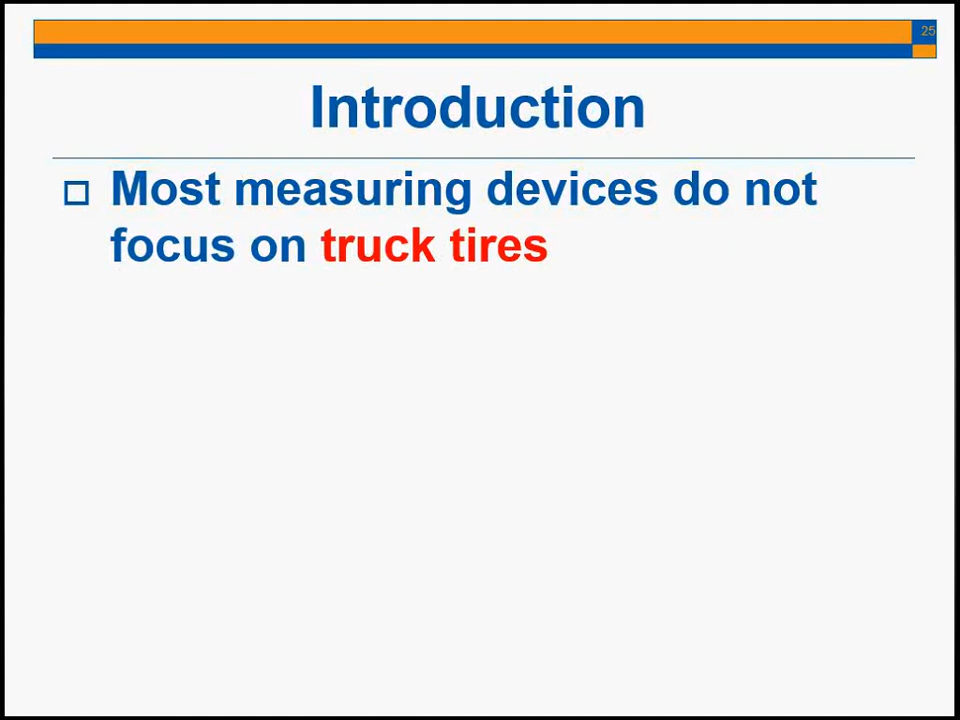 25
Introduction
Most measuring devices do not
focus on truck tires